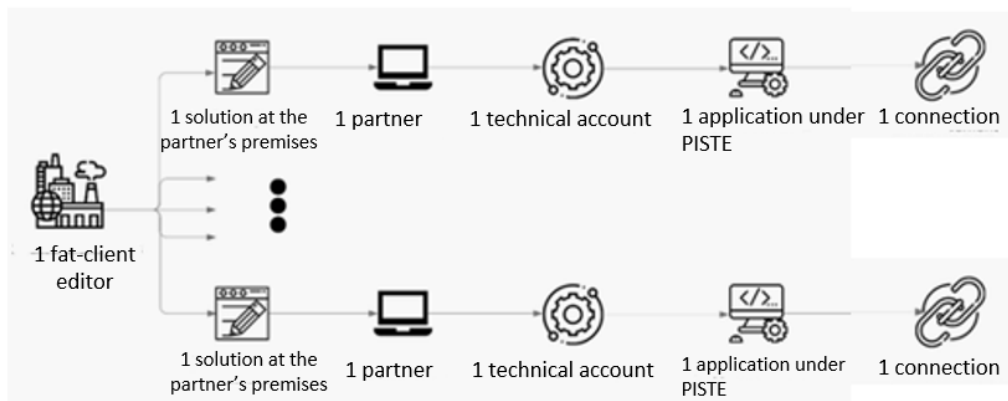 1 solution at the
partner's premises
1 partner
1 technical account
1 application under
PISTE
1 connection
1 fat-client
editor
1 solution at the
partner's premises
1 partner
1 technical account
1 application under
PISTE
1 connection